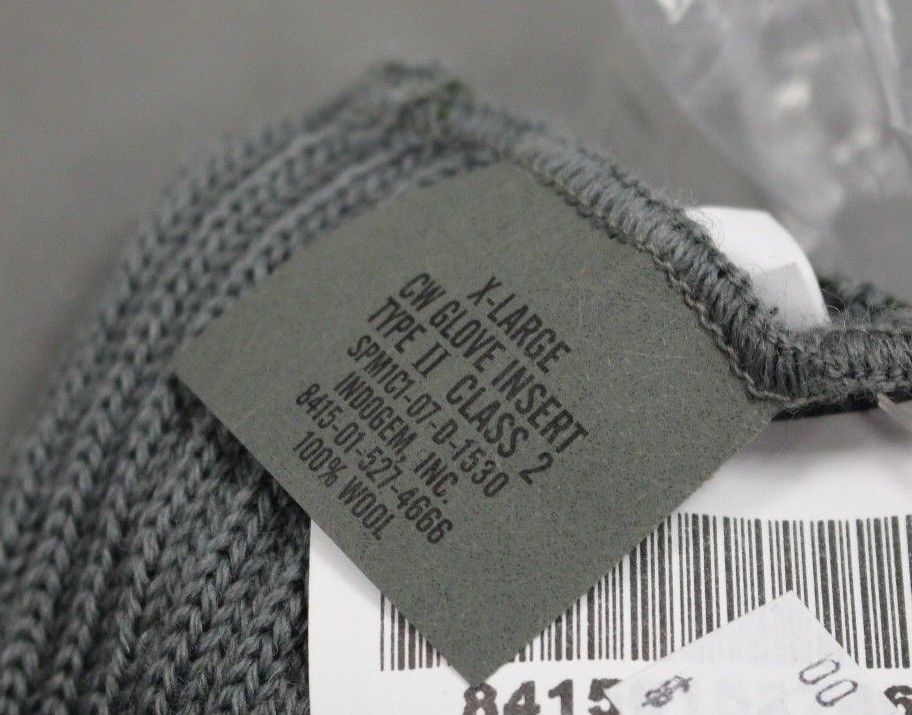 X-LARGE
CW GLOVE INSERT
TYPE II CLASS 2
SPM1C1-07-D-1530
INDOGEM, INC.
8415-01-527-4666
100% WOOL
8415
00